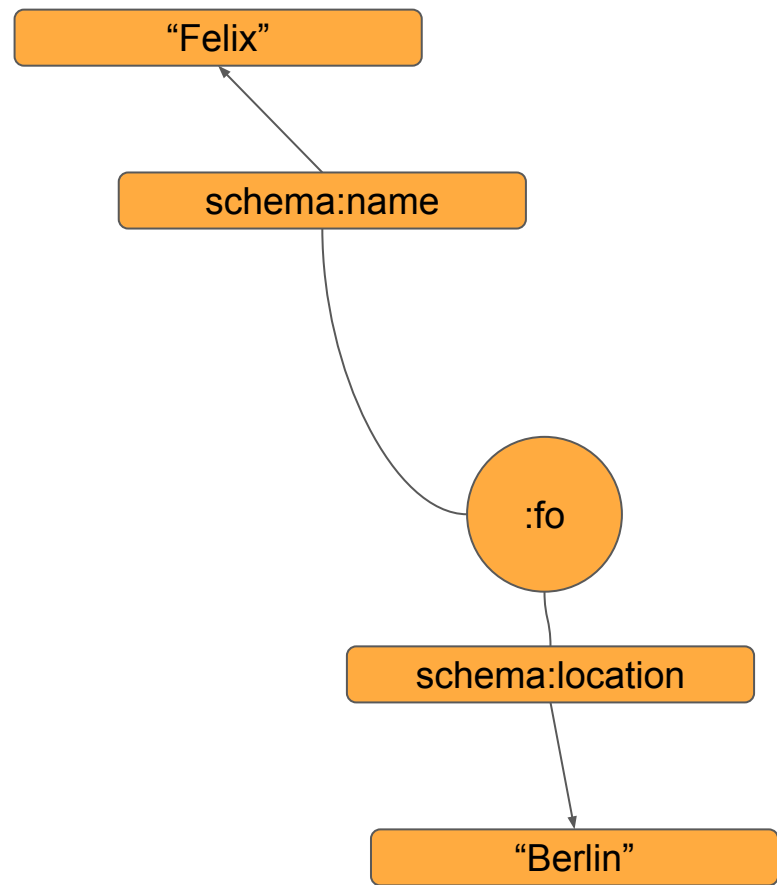 “Felix”
schema:name
:fo
schema:location
“Berlin”